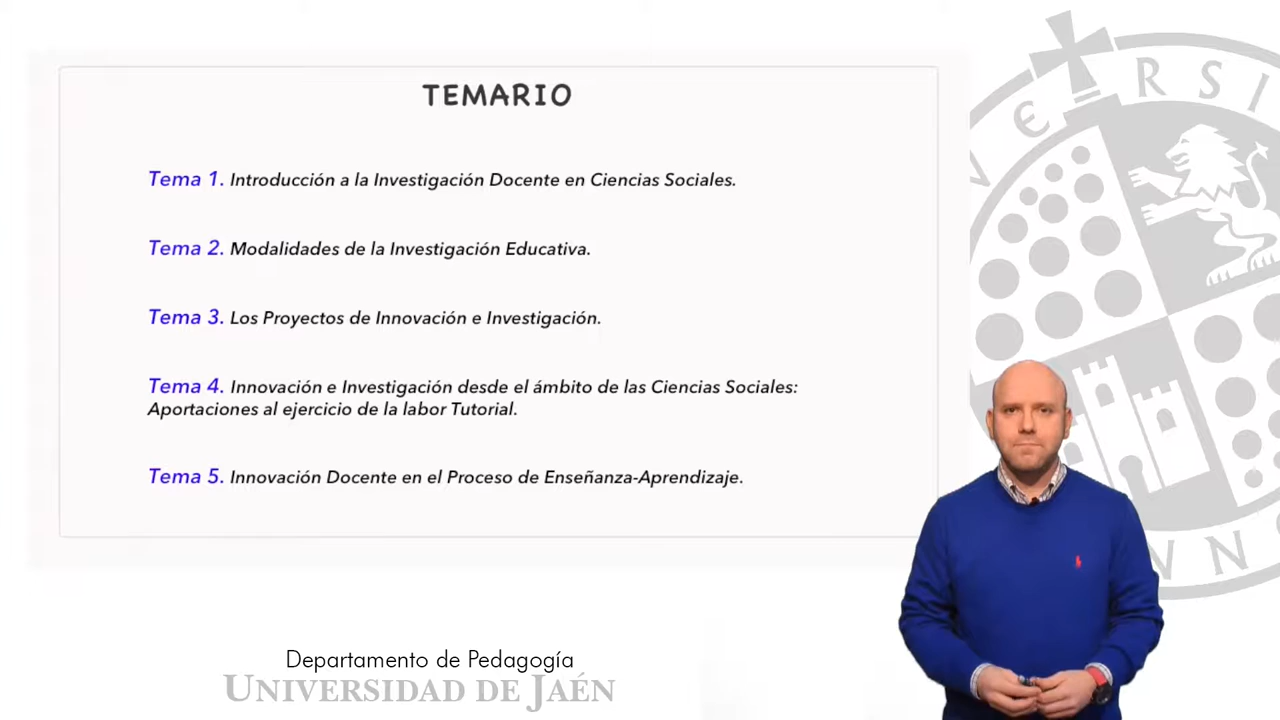 TEMARIO
Tema 1. Introducción a la Investigación Docente en Ciencias Sociales.
Tema 2. Modalidades de la Investigación Educativa.
Tema 3. Los Proyectos de Innovación e Investigación.
Tema 4. Innovación e Investigación desde el ámbito de las Ciencias Sociales:
Aportaciones al ejercicio de la labor Tutorial.
Tema 5. Innovación Docente en el Proceso de Enseñanza-Aprendizaje.
Departamento de Pedagogía
UNIVERSIDAD DE JAÉN